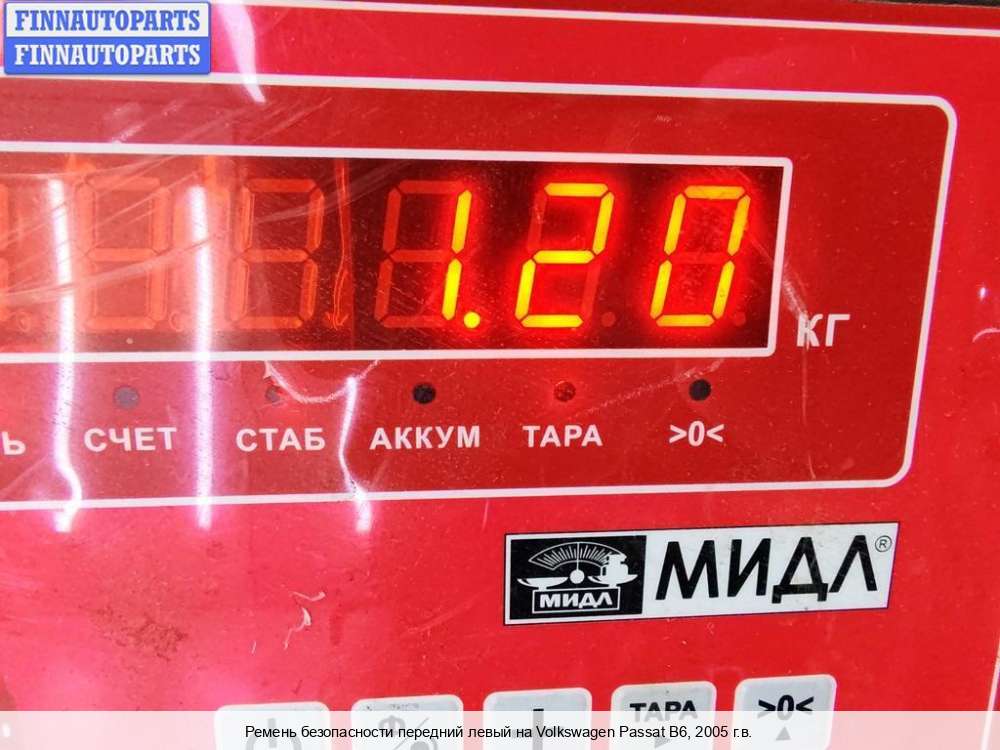 FINNAUTOPARTS
FINNAUTOPARTS
1.20
КГ
Ь СЧЕТ СТАБ АККУМ ТАРА >0<
МИДЛ МИДЛ®
ТАРА >0<
Ремень безопасности передний левый на Volkswagen Passat B6, 2005 г.в.